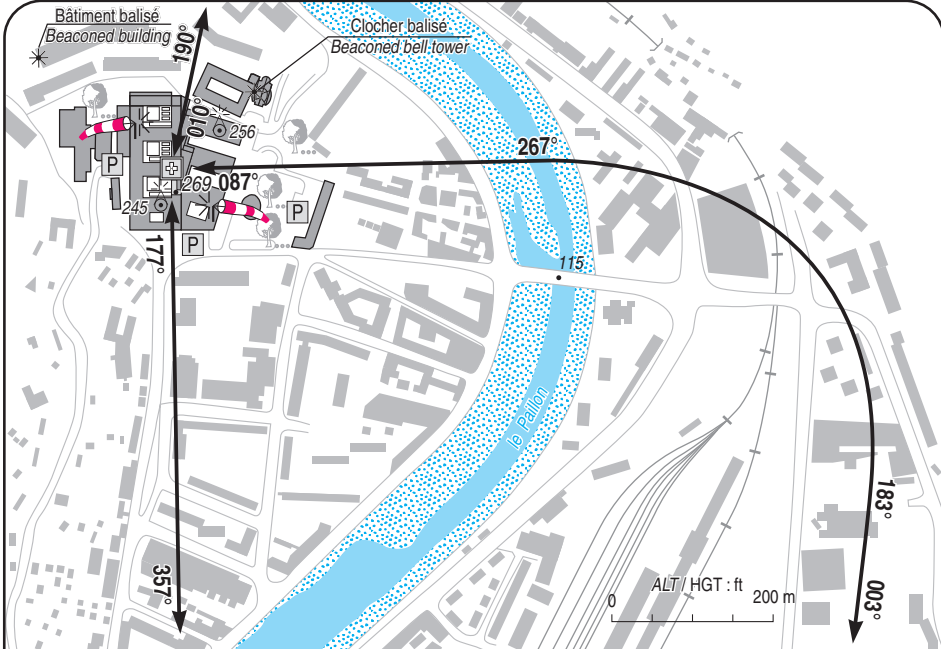 Bâtiment balisé
Beaconed building
190°
Clocher balisé
Beaconed bell tower
010°
256
P
267°
269
087°
245
P
P
177°
115
le Paillon
183°
357°
003°
ALT / HGT : ft
0
200 m